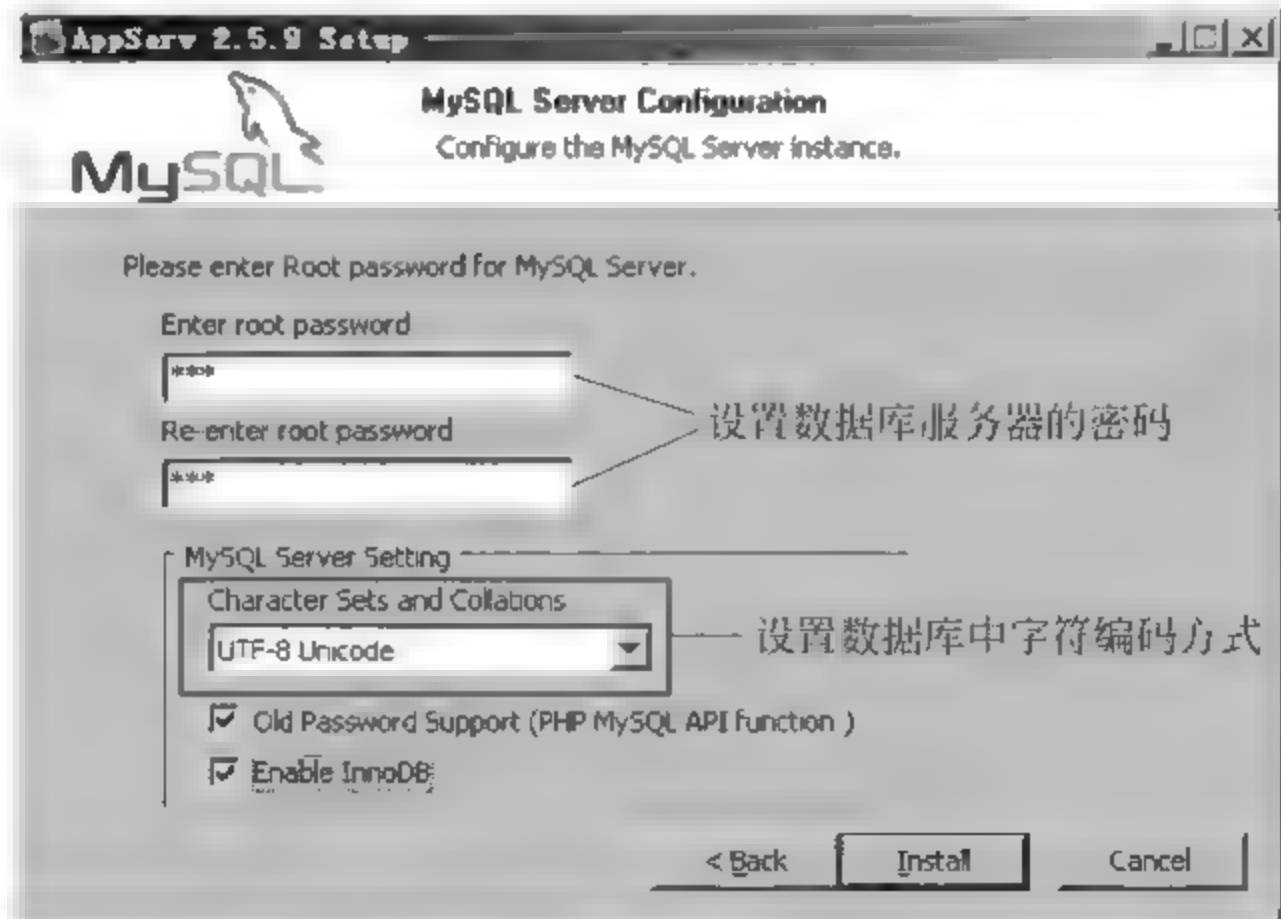 AppServ 2.5.9 Setup
MySQL Server Configuration
Configure the MySQL Server instance.
MySQL
Please enter Root password for MySQL Server.
Enter root password
***
设置数据库服务器的密码
Re-enter root password
***
MySQL Server Setting
Character Sets and Collations
UTF-8 Unicode
设置数据库中字符编码方式
Old Password Support (PHP MySQL API function )
Enable InnoDB
< Back
Install
Cancel